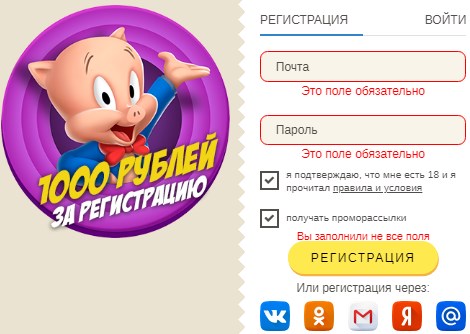 1000 РУБЛЕЙ
ЗА РЕГИСТРАЦИЮ
РЕГИСТРАЦИЯ ВОЙТИ
Почта
Это поле обязательно
Пароль
Это поле обязательно
я подтверждаю, что мне есть 18 и я
прочитал правила и условия
получать проморассылки
Вы заполнили не все поля
РЕГИСТРАЦИЯ
Или регистрация через: